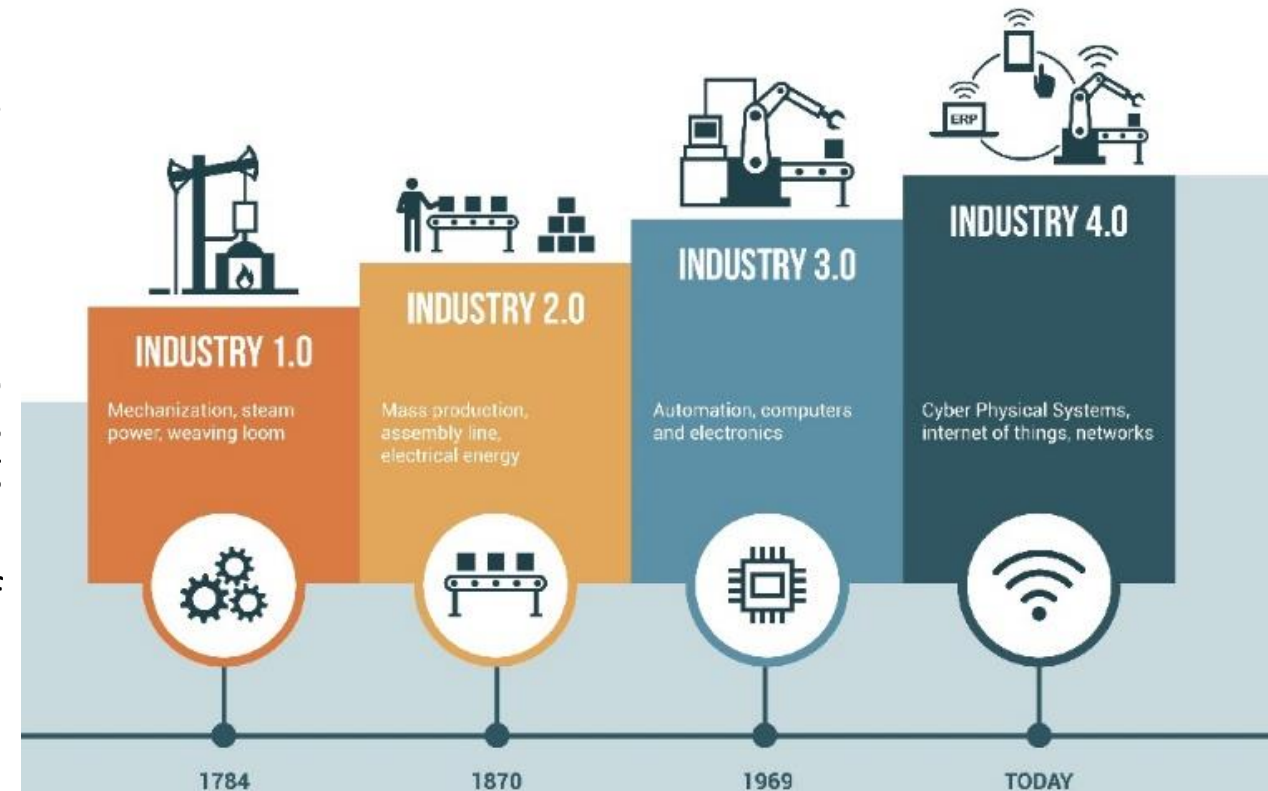 ERP
INDUSTRY 1.0
Mechanization, steam
power, weaving loom
INDUSTRY 2.0
Mass production,
assembly line,
electrical energy
INDUSTRY 3.0
Automation, computers
and electronics
INDUSTRY 4.0
Cyber Physical Systems,
internet of things, networks
1784
1870
1969
TODAY